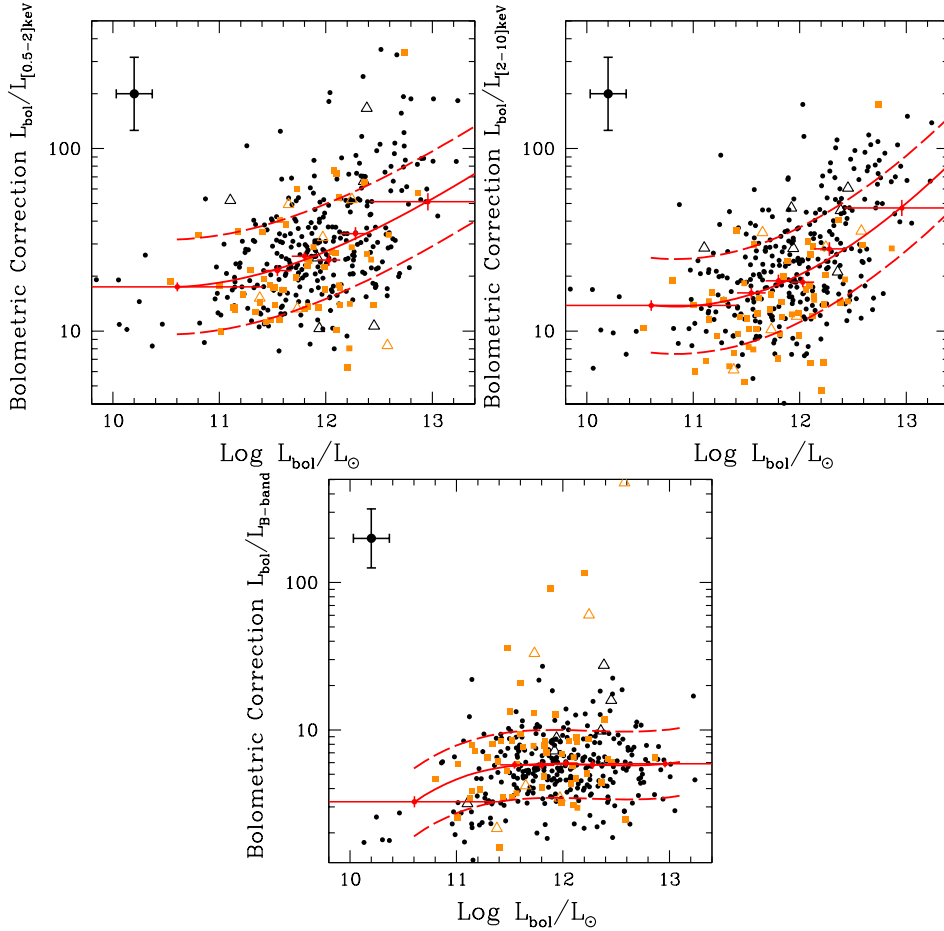 Bolometric Correction L_bol/L_[0.5−2]keV
100
10
10 11 12 13
Log L_bol/L_⊙
Bolometric Correction L_bol/L_[2−10]keV
100
10
10 11 12 13
Log L_bol/L_⊙
Bolometric Correction L_bol/L_B−band
100
10
10 11 12 13
Log L_bol/L_⊙